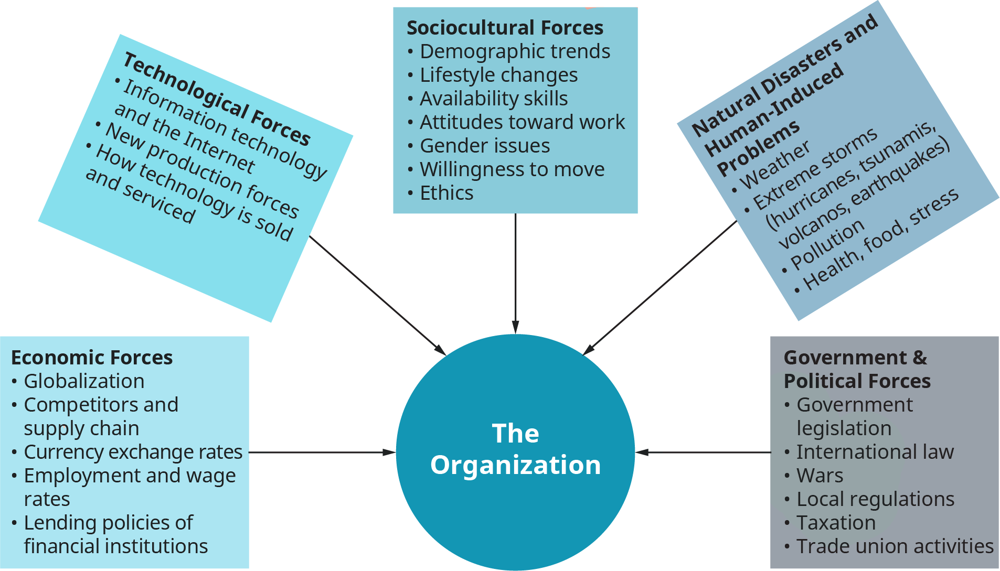 Technological Forces
• Information technology
and the Internet
• New production forces
• How technology is sold
and serviced
Sociocultural Forces
• Demographic trends
• Lifestyle changes
• Availability skills
• Attitudes toward work
• Gender issues
• Willingness to move
• Ethics
Natural Disasters and
Human-Induced
Problems
• Weather
• Extreme storms
(hurricanes, tsunamis,
volcanos, earthquakes)
• Pollution
• Health, food, stress
Economic Forces
• Globalization
• Competitors and
supply chain
• Currency exchange rates
• Employment and wage
rates
• Lending policies of
financial institutions
The
Organization
Government &
Political Forces
• Government
legislation
• International law
• Wars
• Local regulations
• Taxation
• Trade union activities